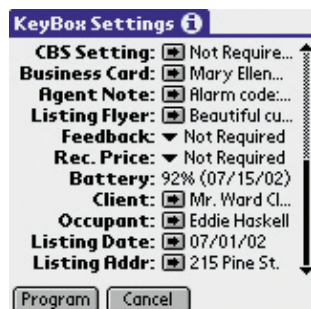 KeyBox Settings i
CBS Setting: Not Require...
Business Card: Mary Ellen...
Agent Note: Alarm code:...
Listing Flyer: Beautiful cu...
Feedback: Not Required
Rec. Price: Not Required
Battery: 92% (07/15/02)
Client: Mr. Ward Cl...
Occupant: Eddie Haskell
Listing Date: 07/01/02
Listing Addr: 215 Pine St.
Program Cancel